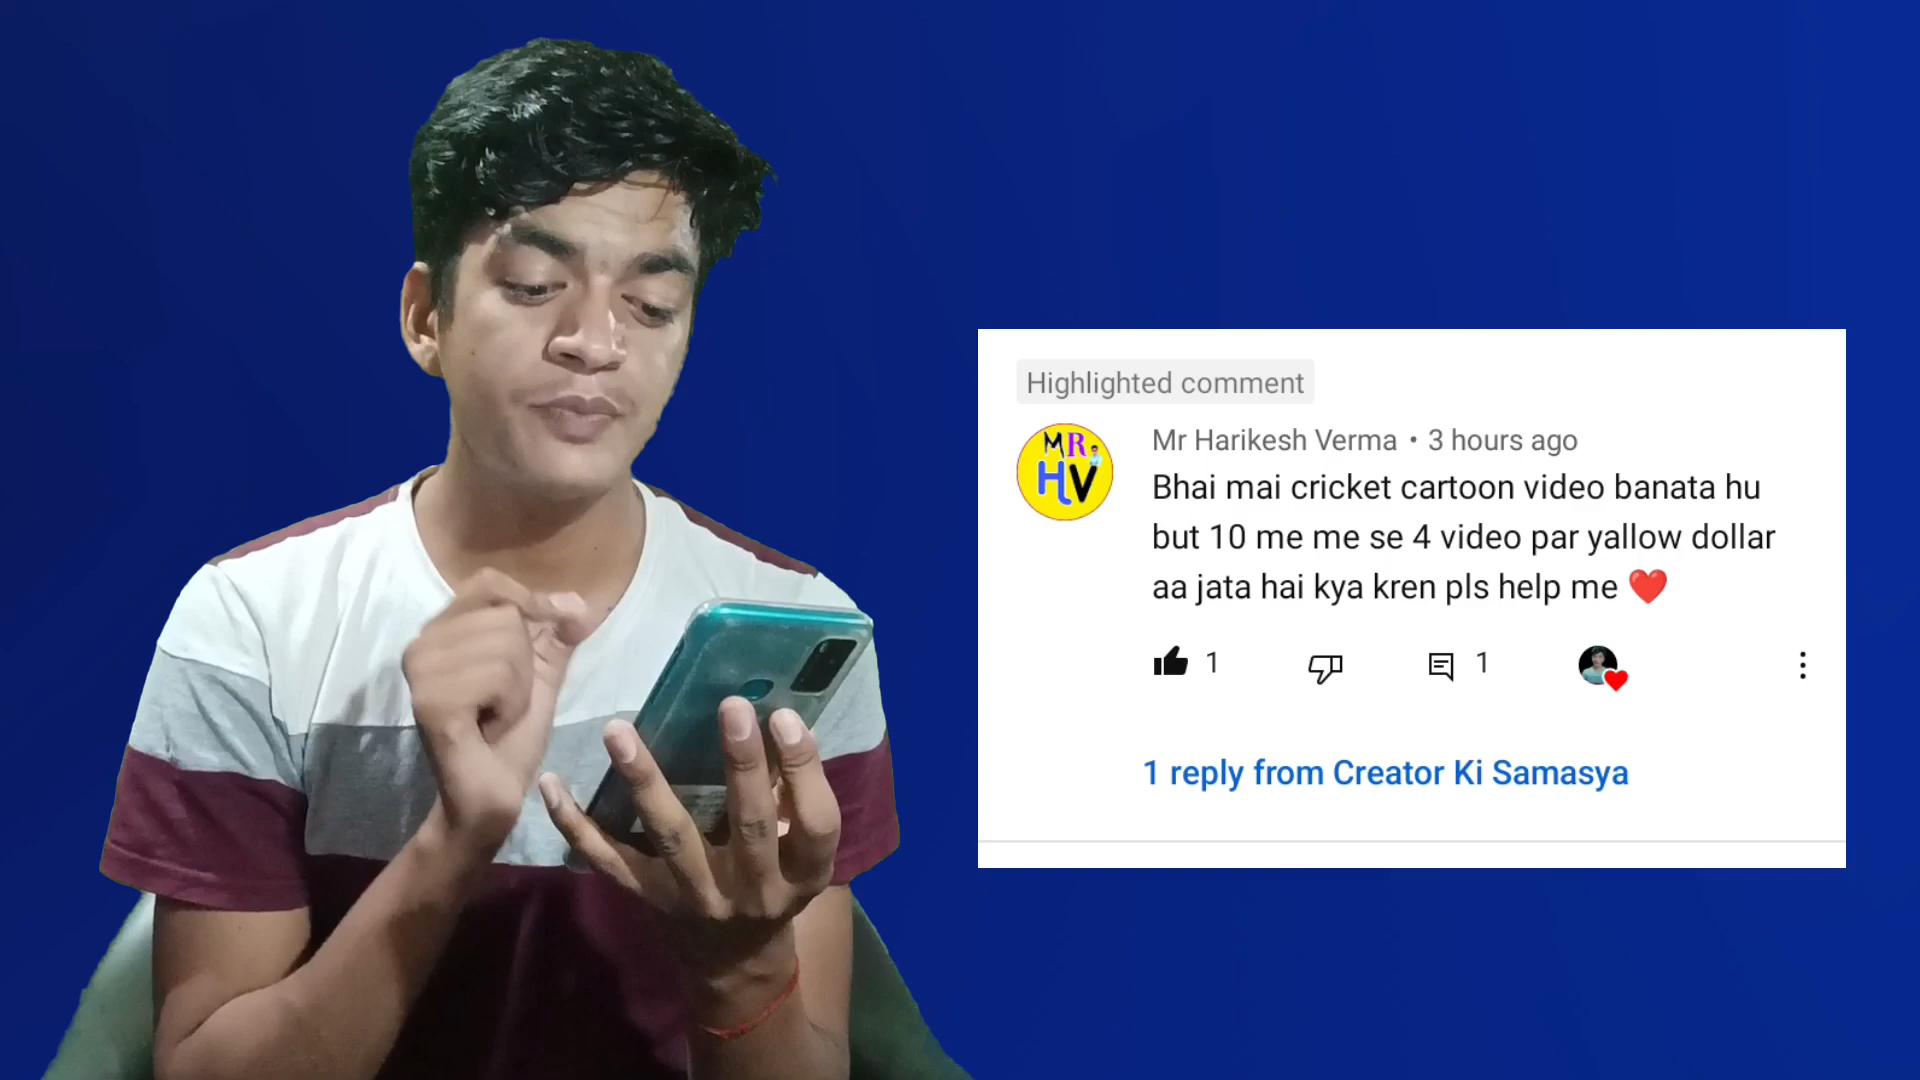 Highlighted comment
MR
HV
Mr Harikesh Verma • 3 hours ago
Bhai mai cricket cartoon video banata hu
but 10 me me se 4 video par yallow dollar
aa jata hai kya kren pls help me ❤️
1 1
1 reply from Creator Ki Samasya